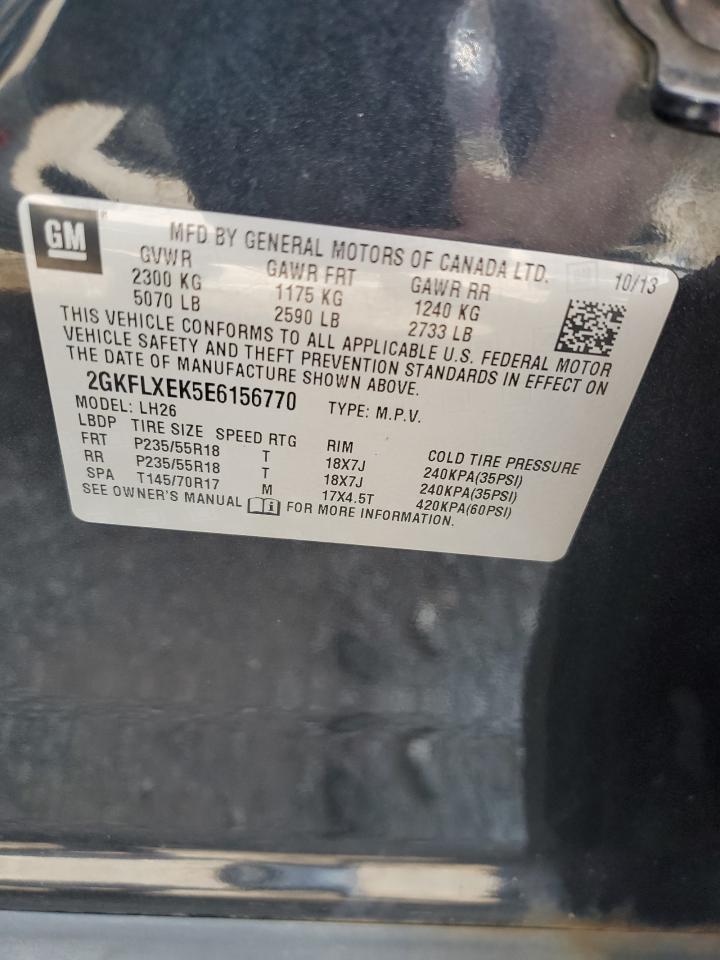 GM
MFD BY GENERAL MOTORS OF CANADA LTD. 10/13
GVWR GAWR FRT GAWR RR
2300 KG 1175 KG 1240 KG
5070 LB 2590 LB 2733 LB
THIS VEHICLE CONFORMS TO ALL APPLICABLE U.S. FEDERAL MOTOR
VEHICLE SAFETY AND THEFT PREVENTION STANDARDS IN EFFECT ON
THE DATE OF MANUFACTURE SHOWN ABOVE.
2GKFLXEK5E6156770 TYPE: M.P.V.
MODEL: LH26
LBDP TIRE SIZE SPEED RTG RIM COLD TIRE PRESSURE
FRT P235/55R18 T 18X7J 240KPA(35PSI)
RR P235/55R18 T 18X7J 240KPA(35PSI)
SPA T145/70R17 M 17X4.5T 420KPA(60PSI)
SEE OWNER'S MANUAL FOR MORE INFORMATION.